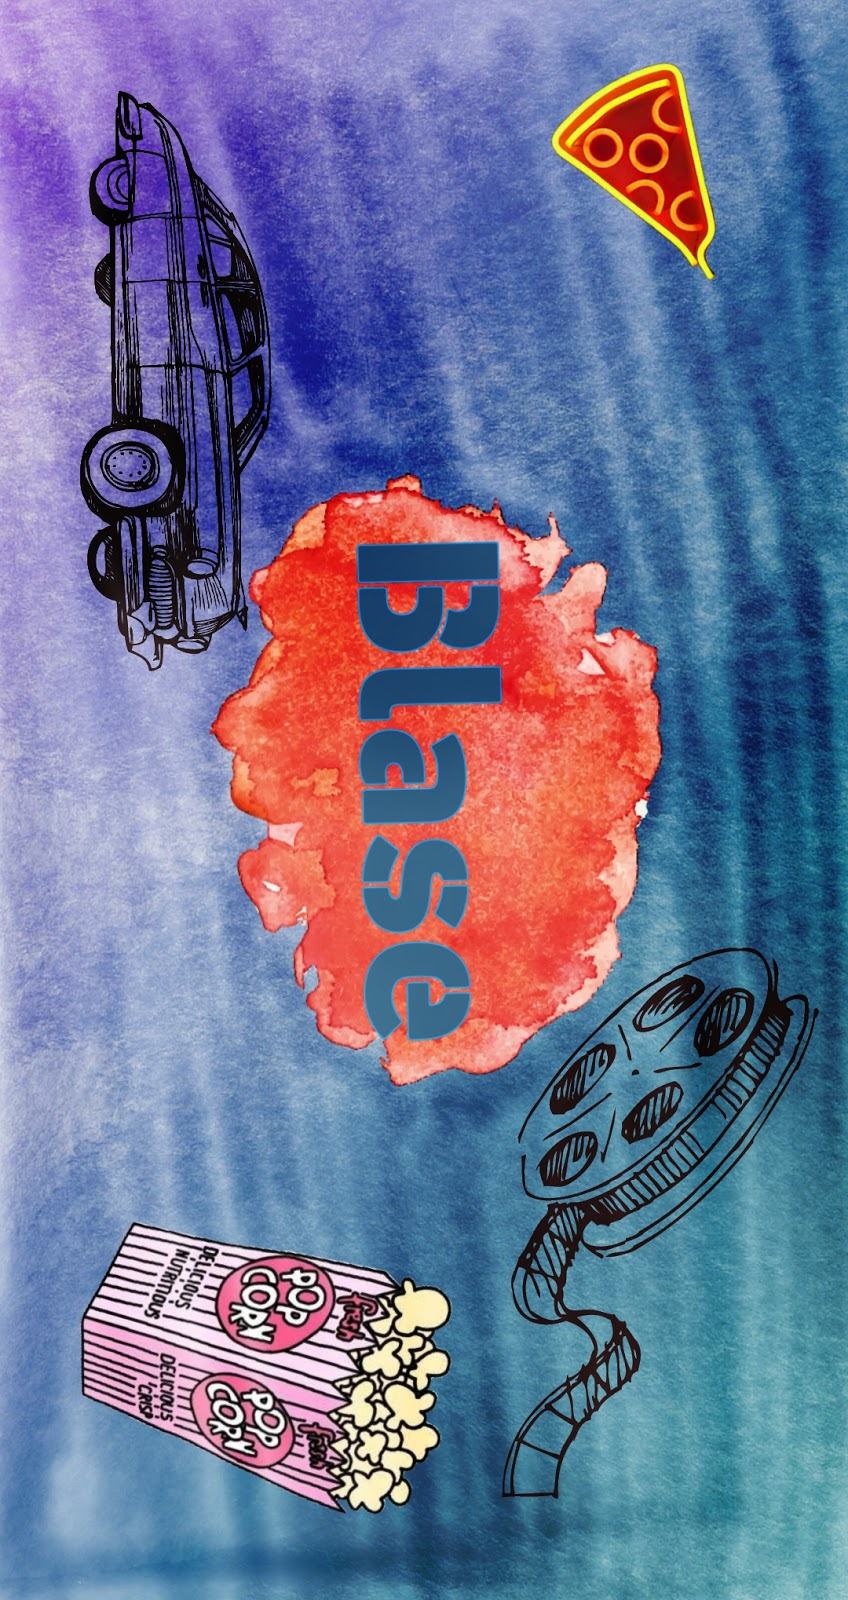 Blase
fresh
POP
CORN
DELICIOUS
NUTRITIOUS
fresh
POP
CORN
DELICIOUS
CRISP